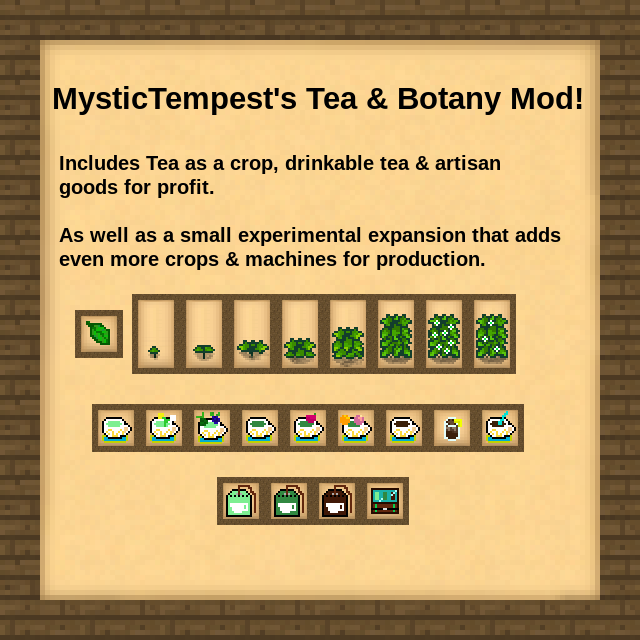 MysticTempest's Tea & Botany Mod!
Includes Tea as a crop, drinkable tea & artisan
goods for profit.
As well as a small experimental expansion that adds
even more crops & machines for production.